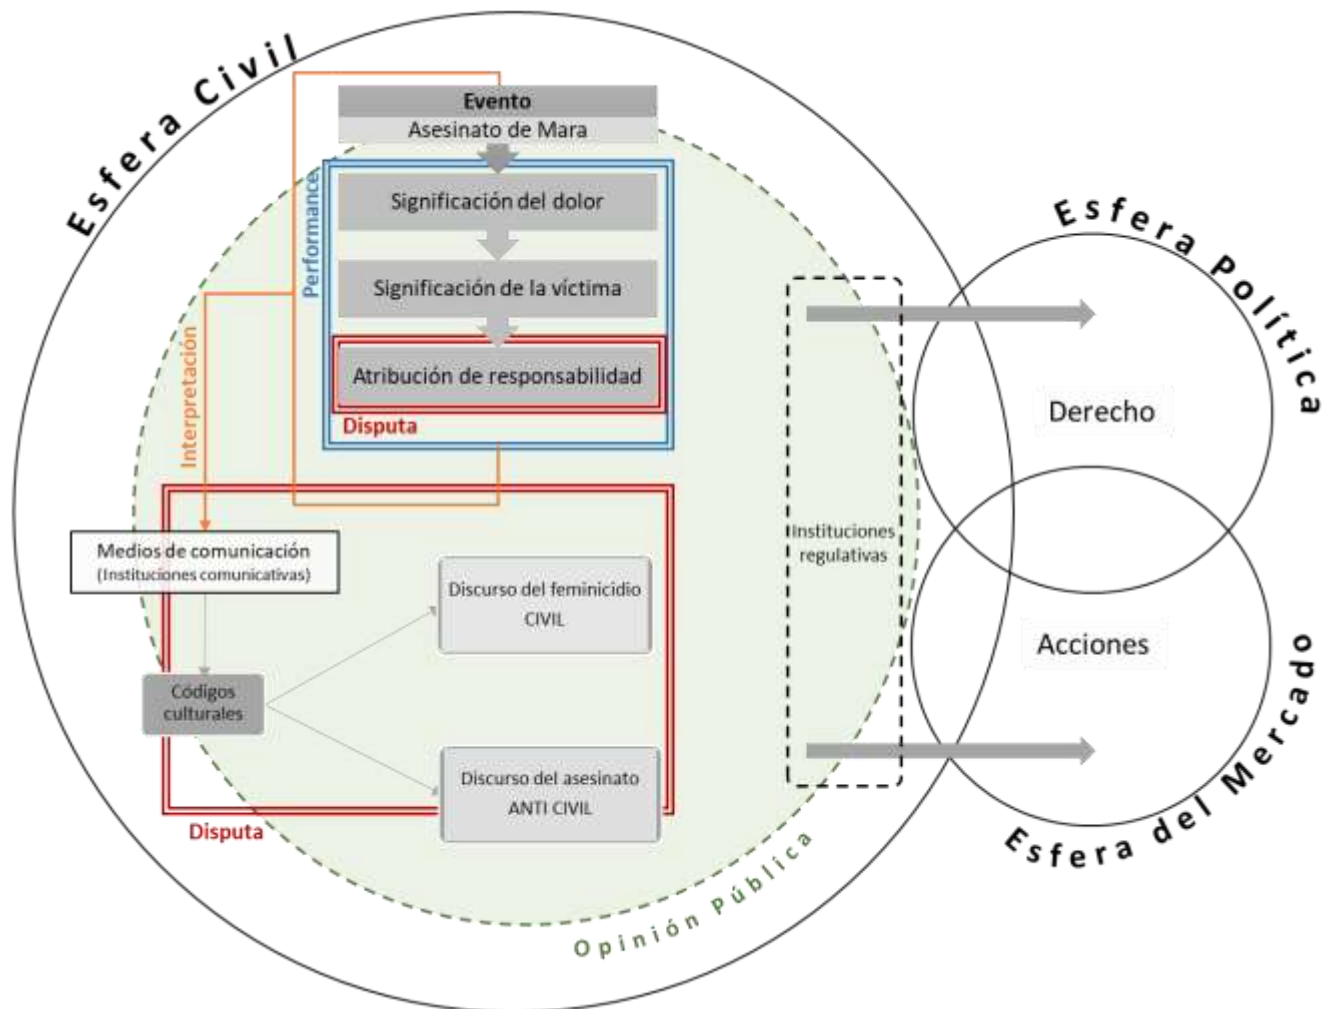 Esfera Civil
Evento
Asesinato de Mara
Performance
Significación del dolor
Significación de la víctima
Atribución de responsabilidad
Disputa
Interpretación
Medios de comunicación
(Instituciones comunicativas)
Códigos
culturales
Discurso del feminicidio
CIVIL
Discurso del asesinato
ANTI CIVIL
Disputa
Opinión Pública
Instituciones
regulativas
Esfera Política
Derecho
Acciones
Esfera del Mercado